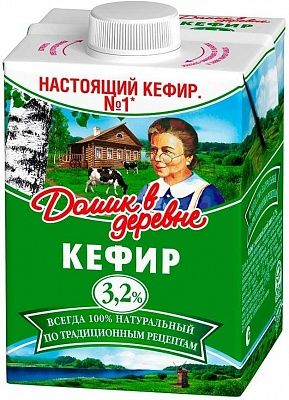 НАСТОЯЩИЙ КЕФИР.
№1*
Домик в
деревне
КЕФИР
3,2%
ВСЕГДА 100% НАТУРАЛЬНЫЙ
ПО ТРАДИЦИОННЫМ РЕЦЕПТАМ